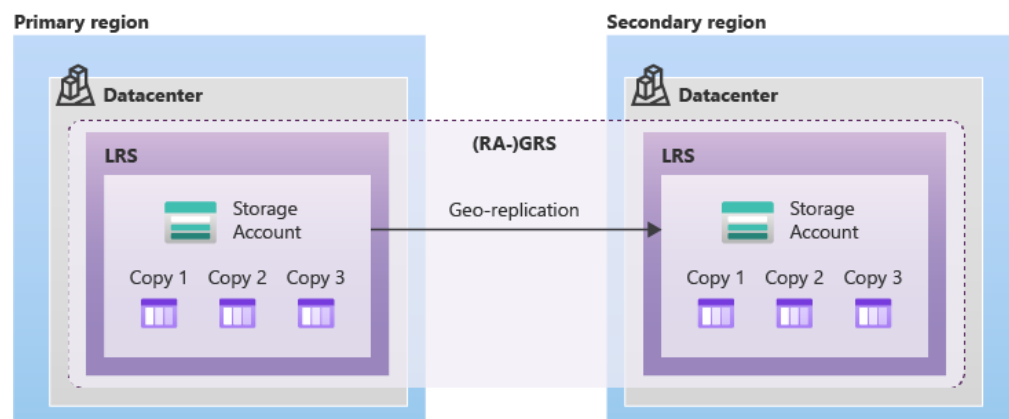 Primary region
Secondary region
Datacenter
Datacenter
(RA-)GRS
LRS
LRS
Storage
Account
Geo-replication
Storage
Account
Copy 1 Copy 2 Copy 3
Copy 1 Copy 2 Copy 3